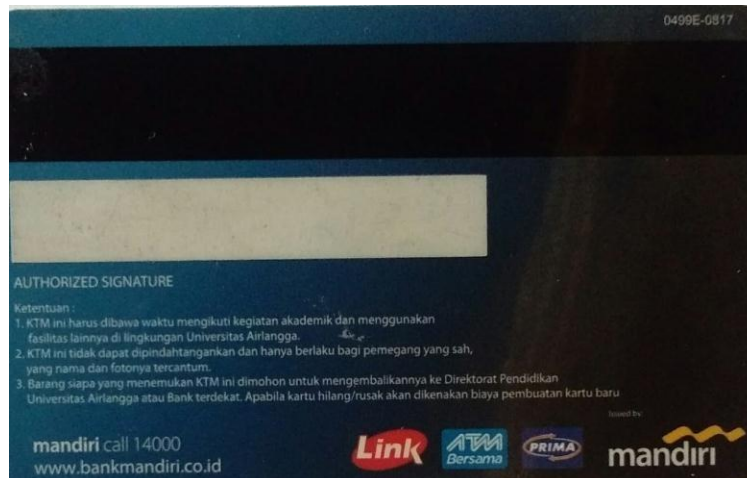 0499E-0817
AUTHORIZED SIGNATURE
Ketentuan :
1. KTM ini harus dibawa waktu mengikuti kegiatan akademik dan menggunakan
fasilitas lainnya di lingkungan Universitas Airlangga.
2. KTM ini tidak dapat dipindahtangankan dan hanya berlaku bagi pemegang yang sah,
yang nama dan fotonya tercantum.
3. Barang siapa yang menemukan KTM ini dimohon untuk mengembalikannya ke Direktorat Pendidikan
Universitas Airlangga atau Bank terdekat. Apabila kartu hilang/rusak akan dikenakan biaya pembuatan kartu baru
Issued by:
mandiri call 14000
www.bankmandiri.co.id
Link
ATM
Bersama
PRIMA
mandiri